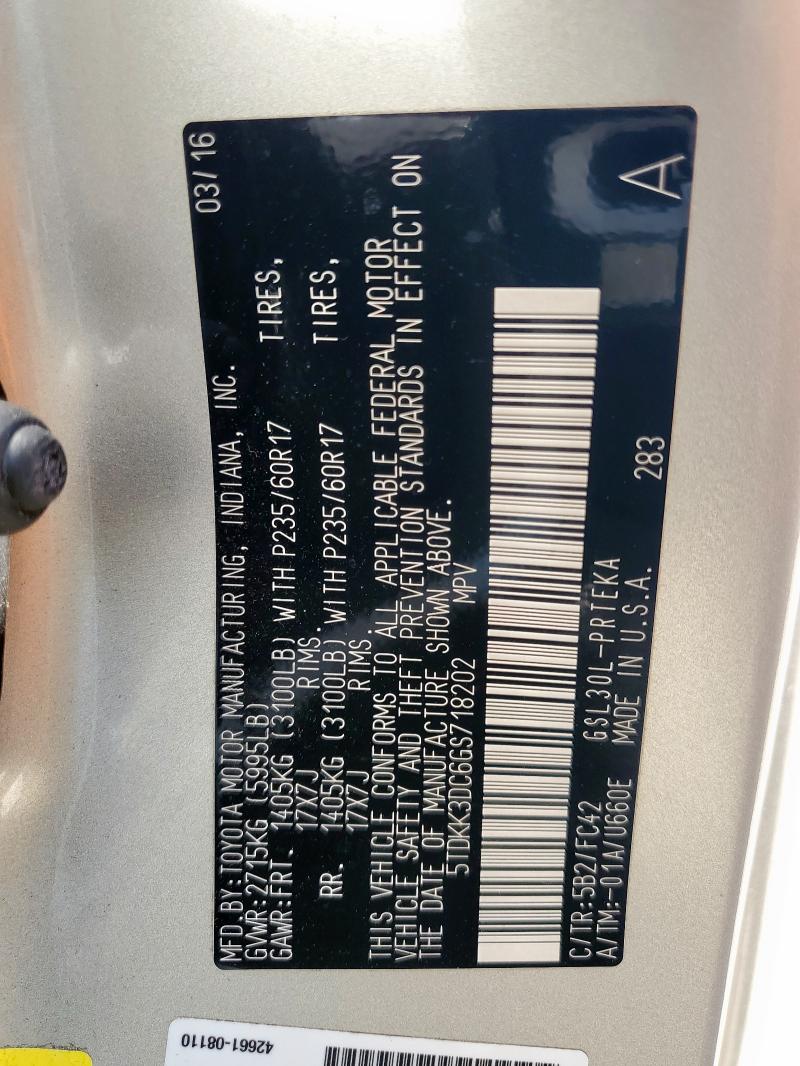 MFD.BY:TOYOTA MOTOR MANUFACTURING, INDIANA, INC. 03/16
GVWR:2715KG (5995LB)
GAWR:FRT. 1405KG (3100LB) WITH P235/60R17 TIRES,
17X7J RIMS.
RR. 1405KG (3100LB) WITH P235/60R17 TIRES,
17X7J RIMS.
THIS VEHICLE CONFORMS TO ALL APPLICABLE FEDERAL MOTOR
VEHICLE SAFETY AND THEFT PREVENTION STANDARDS IN EFFECT ON
THE DATE OF MANUFACTURE SHOWN ABOVE.
5TDKK3DC6GS718202 MPV
C/TR:5B2/FC42 GSL30L-PRTEKA
A/TM:-01A/U660E MADE IN U.S.A. 283
A
42661-08110